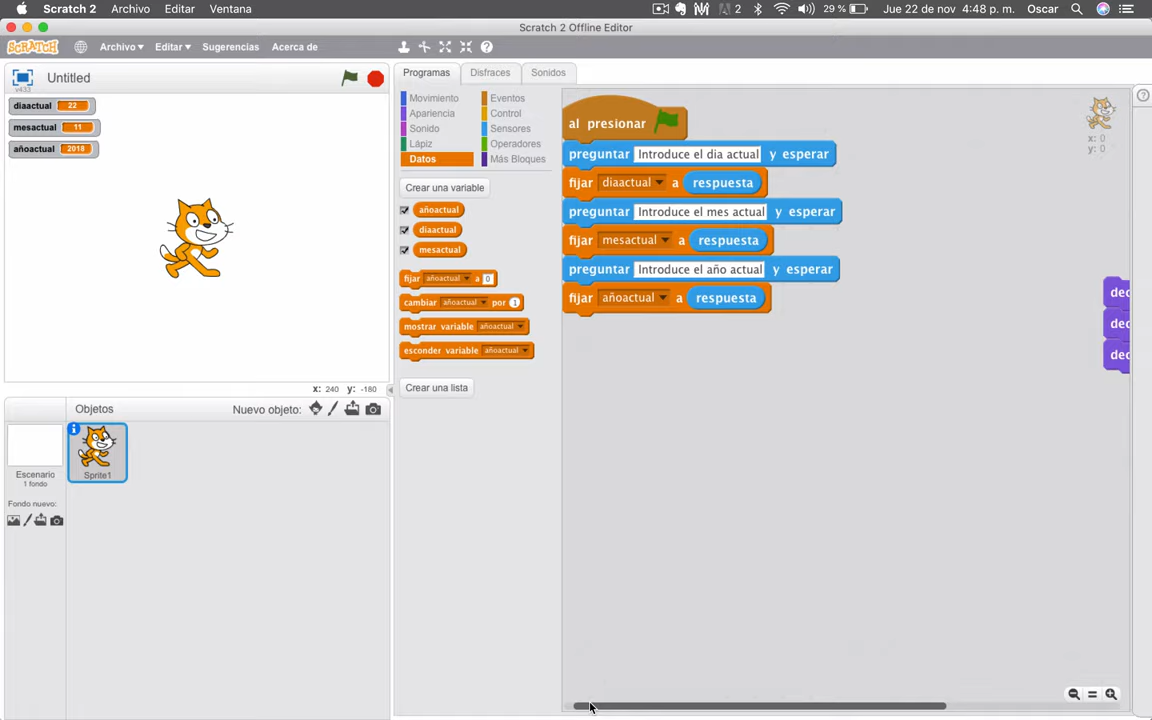 Scratch 2 Archivo Editar Ventana 2 29 % Jue 22 de nov 4:48 p. m. Oscar
Scratch 2 Offline Editor
SCRATCH Archivo Editar Sugerencias Acerca de
Untitled
v433
diaactual 22
mesactual 11
añoactual 2018
x: 240 y: -180
Objetos Nuevo objeto:
Escenario
1 fondo
Sprite1
Fondo nuevo:
Programas Disfraces Sonidos
Movimiento Eventos
Apariencia Control
Sonido Sensores
Lápiz Operadores
Datos Más Bloques
Crear una variable
añoactual
diaactual
mesactual
fijar añoactual a 0
cambiar añoactual por 1
mostrar variable añoactual
esconder variable añoactual
Crear una lista
al presionar
preguntar Introduce el dia actual y esperar
fijar diaactual a respuesta
preguntar Introduce el mes actual y esperar
fijar mesactual a respuesta
preguntar Introduce el año actual y esperar
fijar añoactual a respuesta
x: 0
y: 0